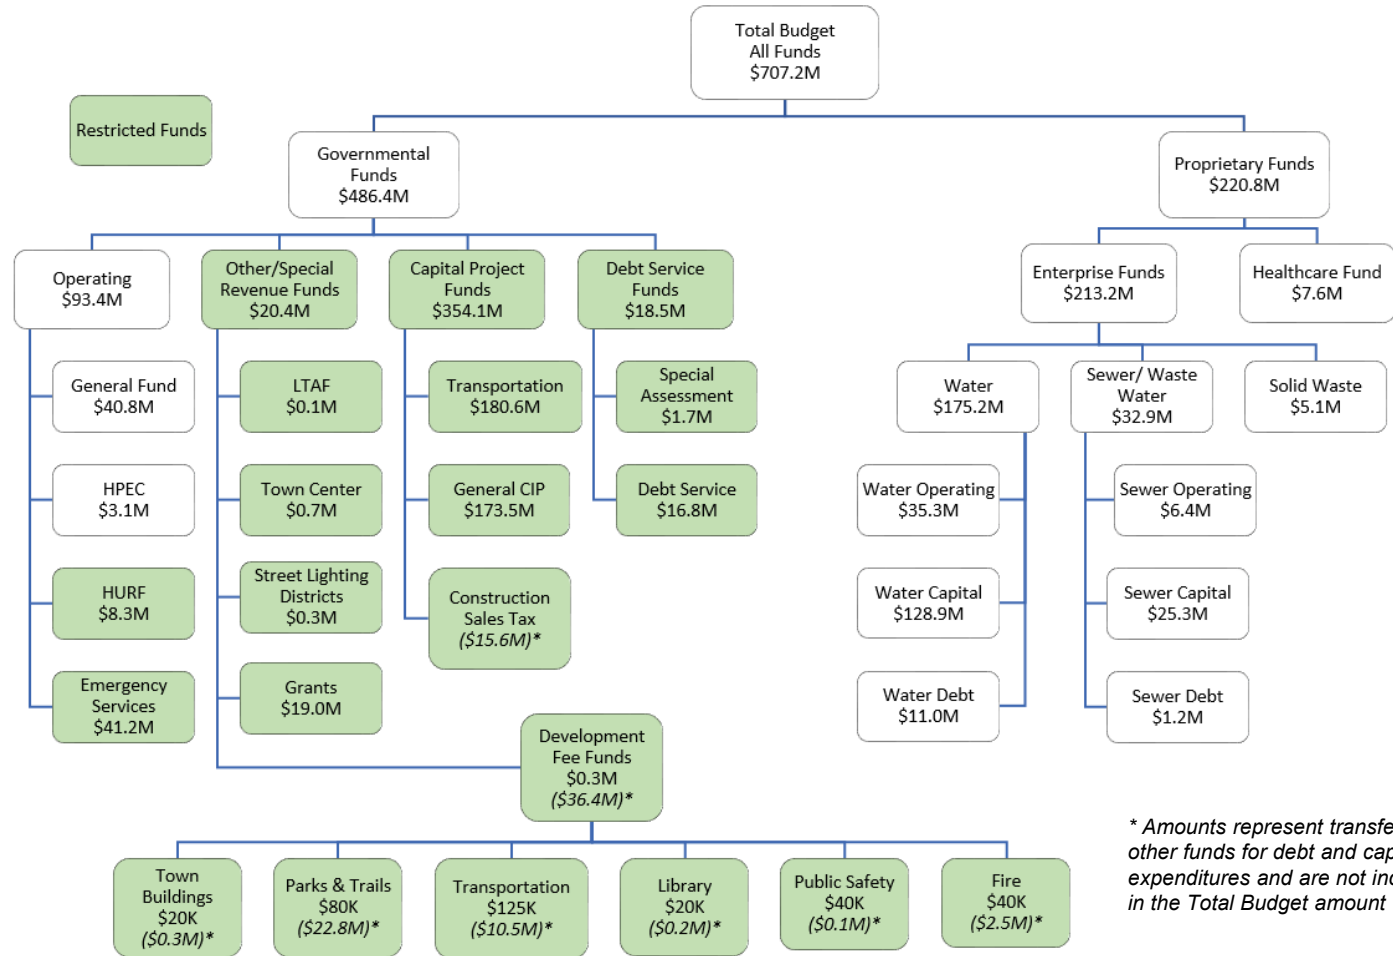 Total Budget
All Funds
$707.2M
Restricted Funds
Governmental
Funds
$486.4M
Proprietary Funds
$220.8M
Operating
$93.4M
Other/Special
Revenue Funds
$20.4M
Capital Project
Funds
$354.1M
Debt Service
Funds
$18.5M
Enterprise Funds
$213.2M
Healthcare Fund
$7.6M
General Fund
$40.8M
LTAF
$0.1M
Transportation
$180.6M
Special
Assessment
$1.7M
Water
$175.2M
Sewer/ Waste
Water
$32.9M
Solid Waste
$5.1M
HPEC
$3.1M
Town Center
$0.7M
General CIP
$173.5M
Debt Service
$16.8M
Water Operating
$35.3M
Sewer Operating
$6.4M
HURF
$8.3M
Street Lighting
Districts
$0.3M
Construction
Sales Tax
($15.6M)*
Water Capital
$128.9M
Sewer Capital
$25.3M
Emergency
Services
$41.2M
Grants
$19.0M
Water Debt
$11.0M
Sewer Debt
$1.2M
Development
Fee Funds
$0.3M
($36.4M)*
Town
Buildings
$20K
($0.3M)*
Parks & Trails
$80K
($22.8M)*
Transportation
$125K
($10.5M)*
Library
$20K
($0.2M)*
Public Safety
$40K
($0.1M)*
Fire
$40K
($2.5M)*
* Amounts represent
other funds for debt and
expenditures and are not
in the Total Budget amount